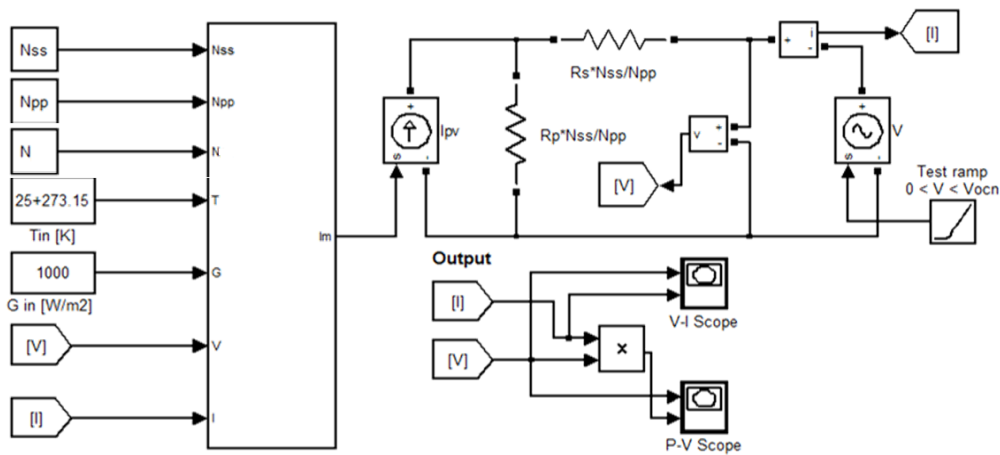 Nss
Nss
Npp
Npp
N
N
25+273.15
T
Tin [K]
1000
G
G in [W/m2]
[V]
V
[I]
I
Im
+
Ipv
s
-
Rs*Nss/Npp
Rp*Nss/Npp
v
+
-
[V]
+
i
-
[I]
+
V
s
-
Test ramp
0 < V < Vocn
Output
[I]
[V]
x
V-I Scope
P-V Scope